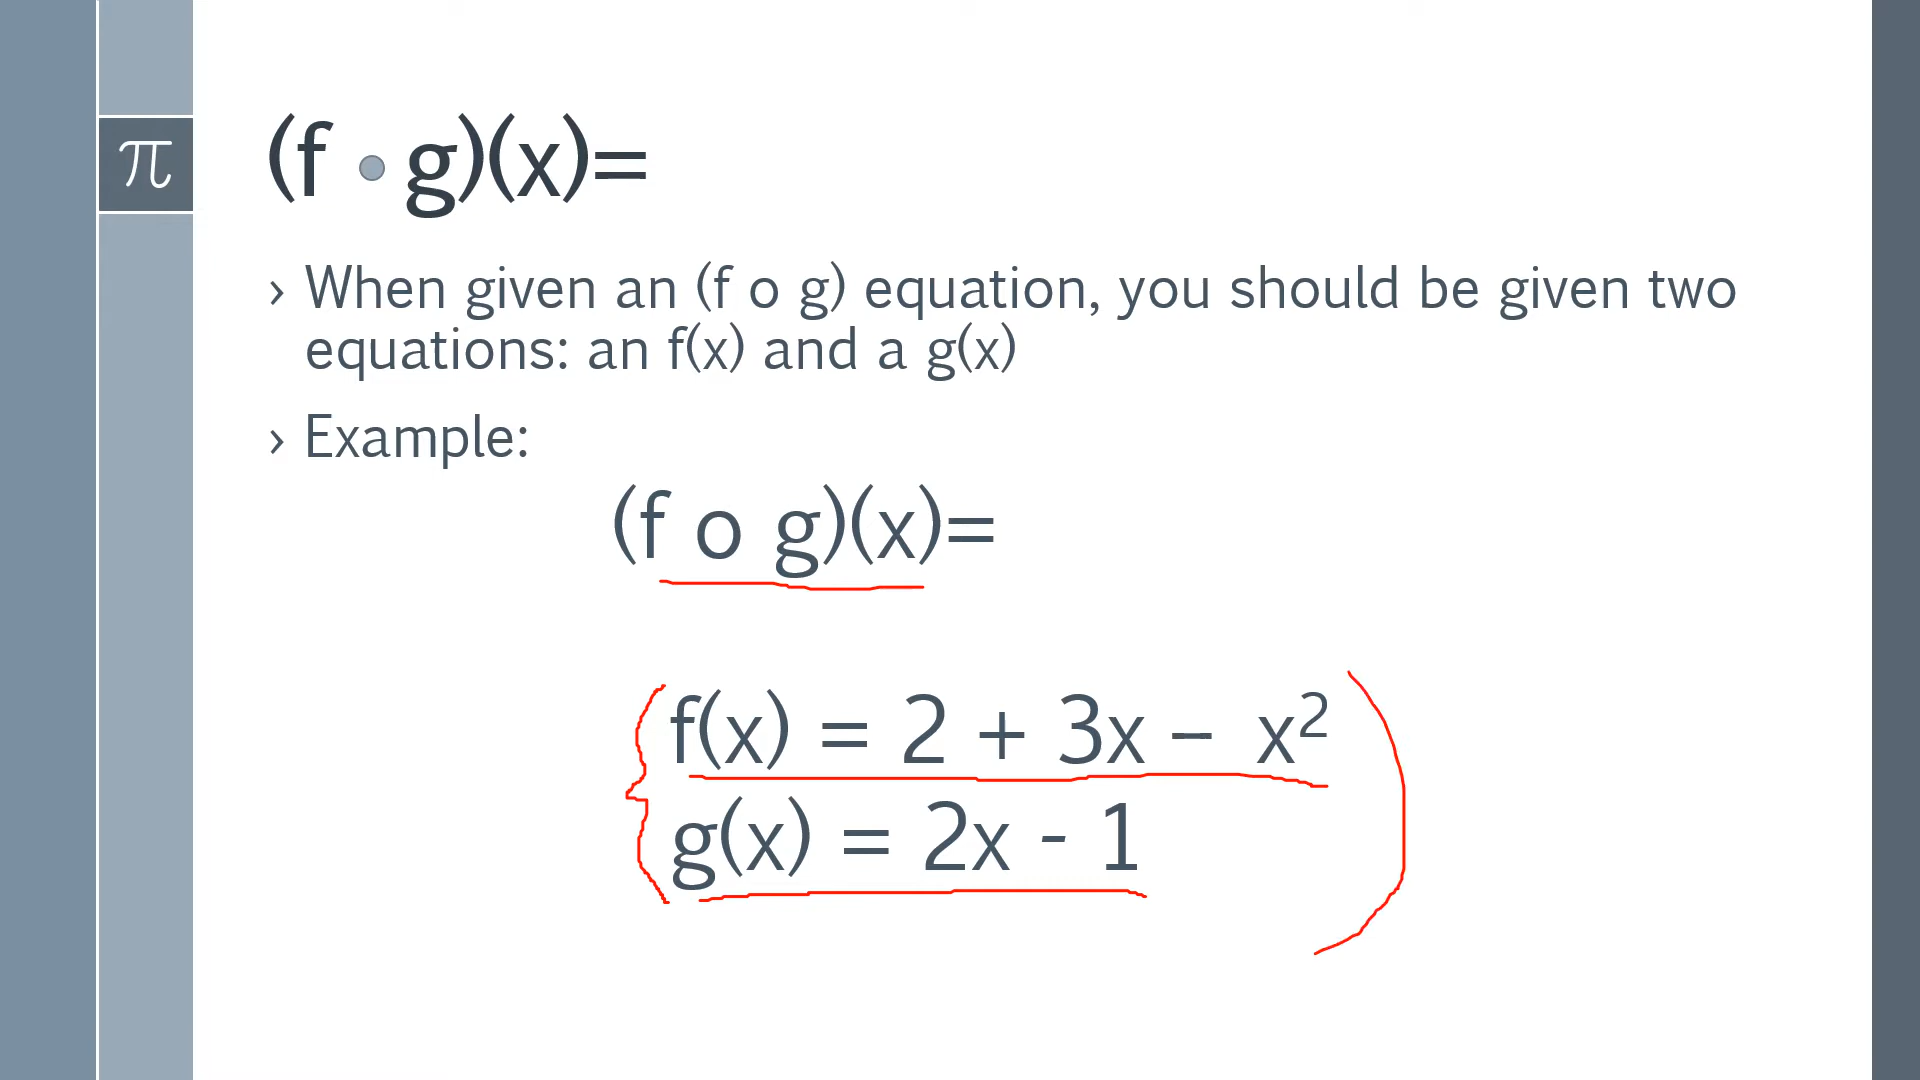 π
(f • g)(x)=
› When given an (f o g) equation, you should be given two
equations: an f(x) and a g(x)
› Example:
(f o g)(x)=
f(x) = 2 + 3x – x²
g(x) = 2x - 1